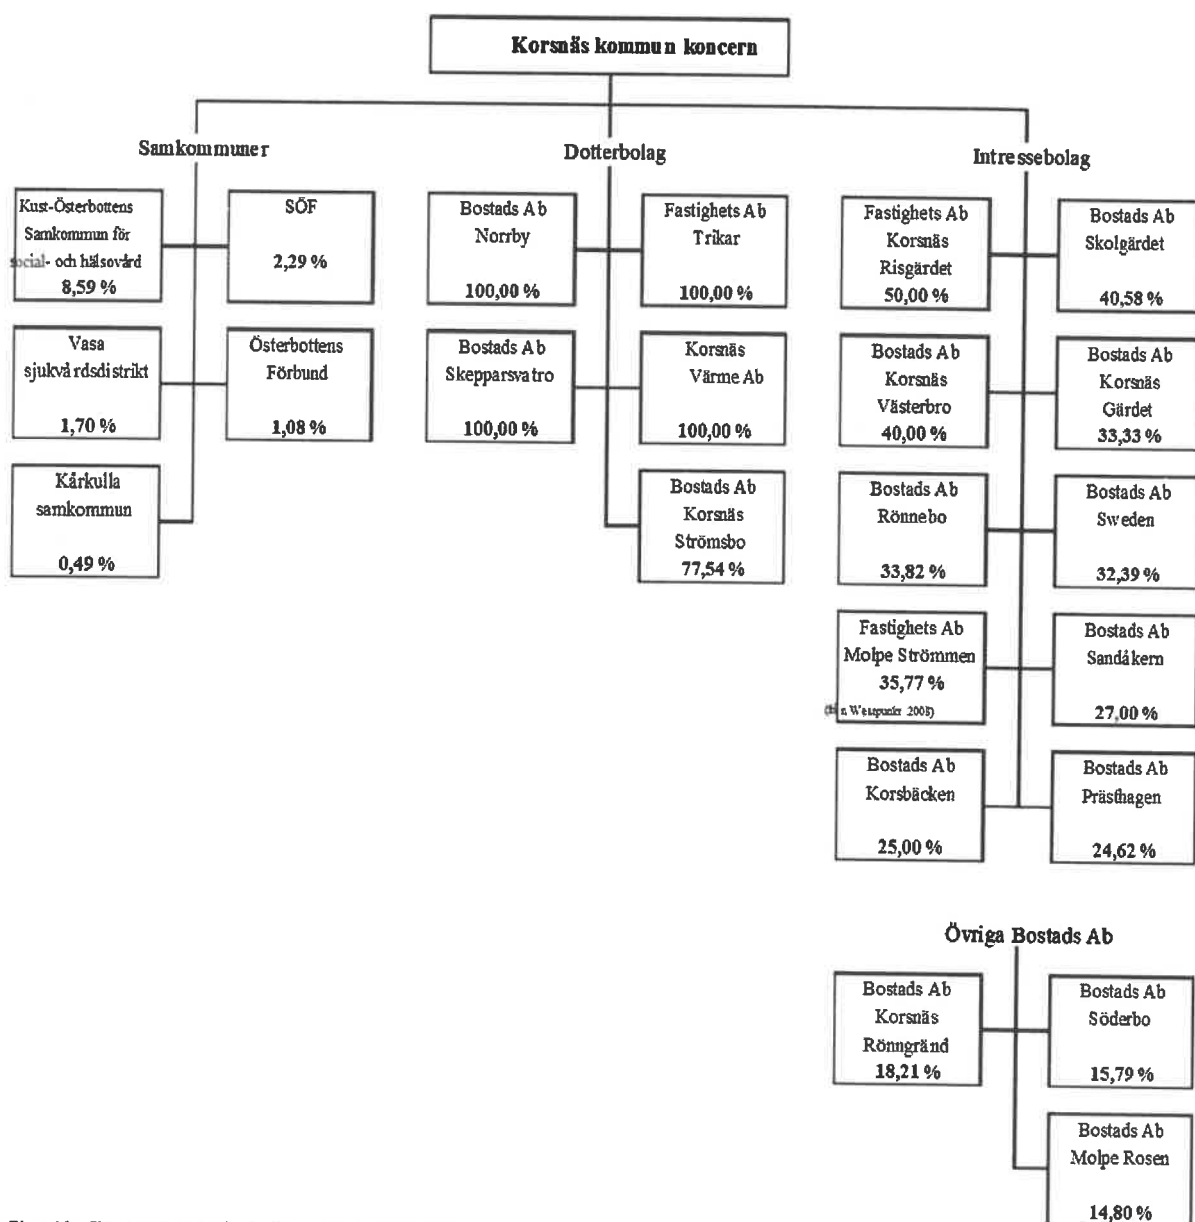 Korsnäs kommun koncern
Samkommuner
Kust-Österbottens
Samkommun för
social- och hälsovård
8,59 %
SÖF
2,29 %
Vasa
sjukvårdsdistrikt
1,70 %
Österbottens
Förbund
1,08 %
Kårkulla
samkommun
0,49 %
Dotterbolag
Bostads Ab
Norrby
100,00 %
Fastighets Ab
Trikar
100,00 %
Bostads Ab
Skepparsvatro
100,00 %
Korsnäs
Värme Ab
100,00 %
Bostads Ab
Korsnäs
Strömsbo
77,54 %
Intressebolag
Fastighets Ab
Korsnäs
Risgärdet
50,00 %
Bostads Ab
Skolgärdet
40,58 %
Bostads Ab
Korsnäs
Västerbro
40,00 %
Bostads Ab
Korsnäs
Gärdet
33,33 %
Bostads Ab
Rönnebo
33,82 %
Bostads Ab
Sweden
32,39 %
Fastighets Ab
Molpe Strömmen
35,77 %
Westpunkt 2008)
Bostads Ab
Sandåkern
27,00 %
Bostads Ab
Korsbäcken
25,00 %
Bostads Ab
Prästhagen
24,62 %
Övriga Bostads Ab
Bostads Ab
Korsnäs
Rönngränd
18,21 %
Bostads Ab
Söderbo
15,79 %
Bostads Ab
Molpe Rosen
14,80 %